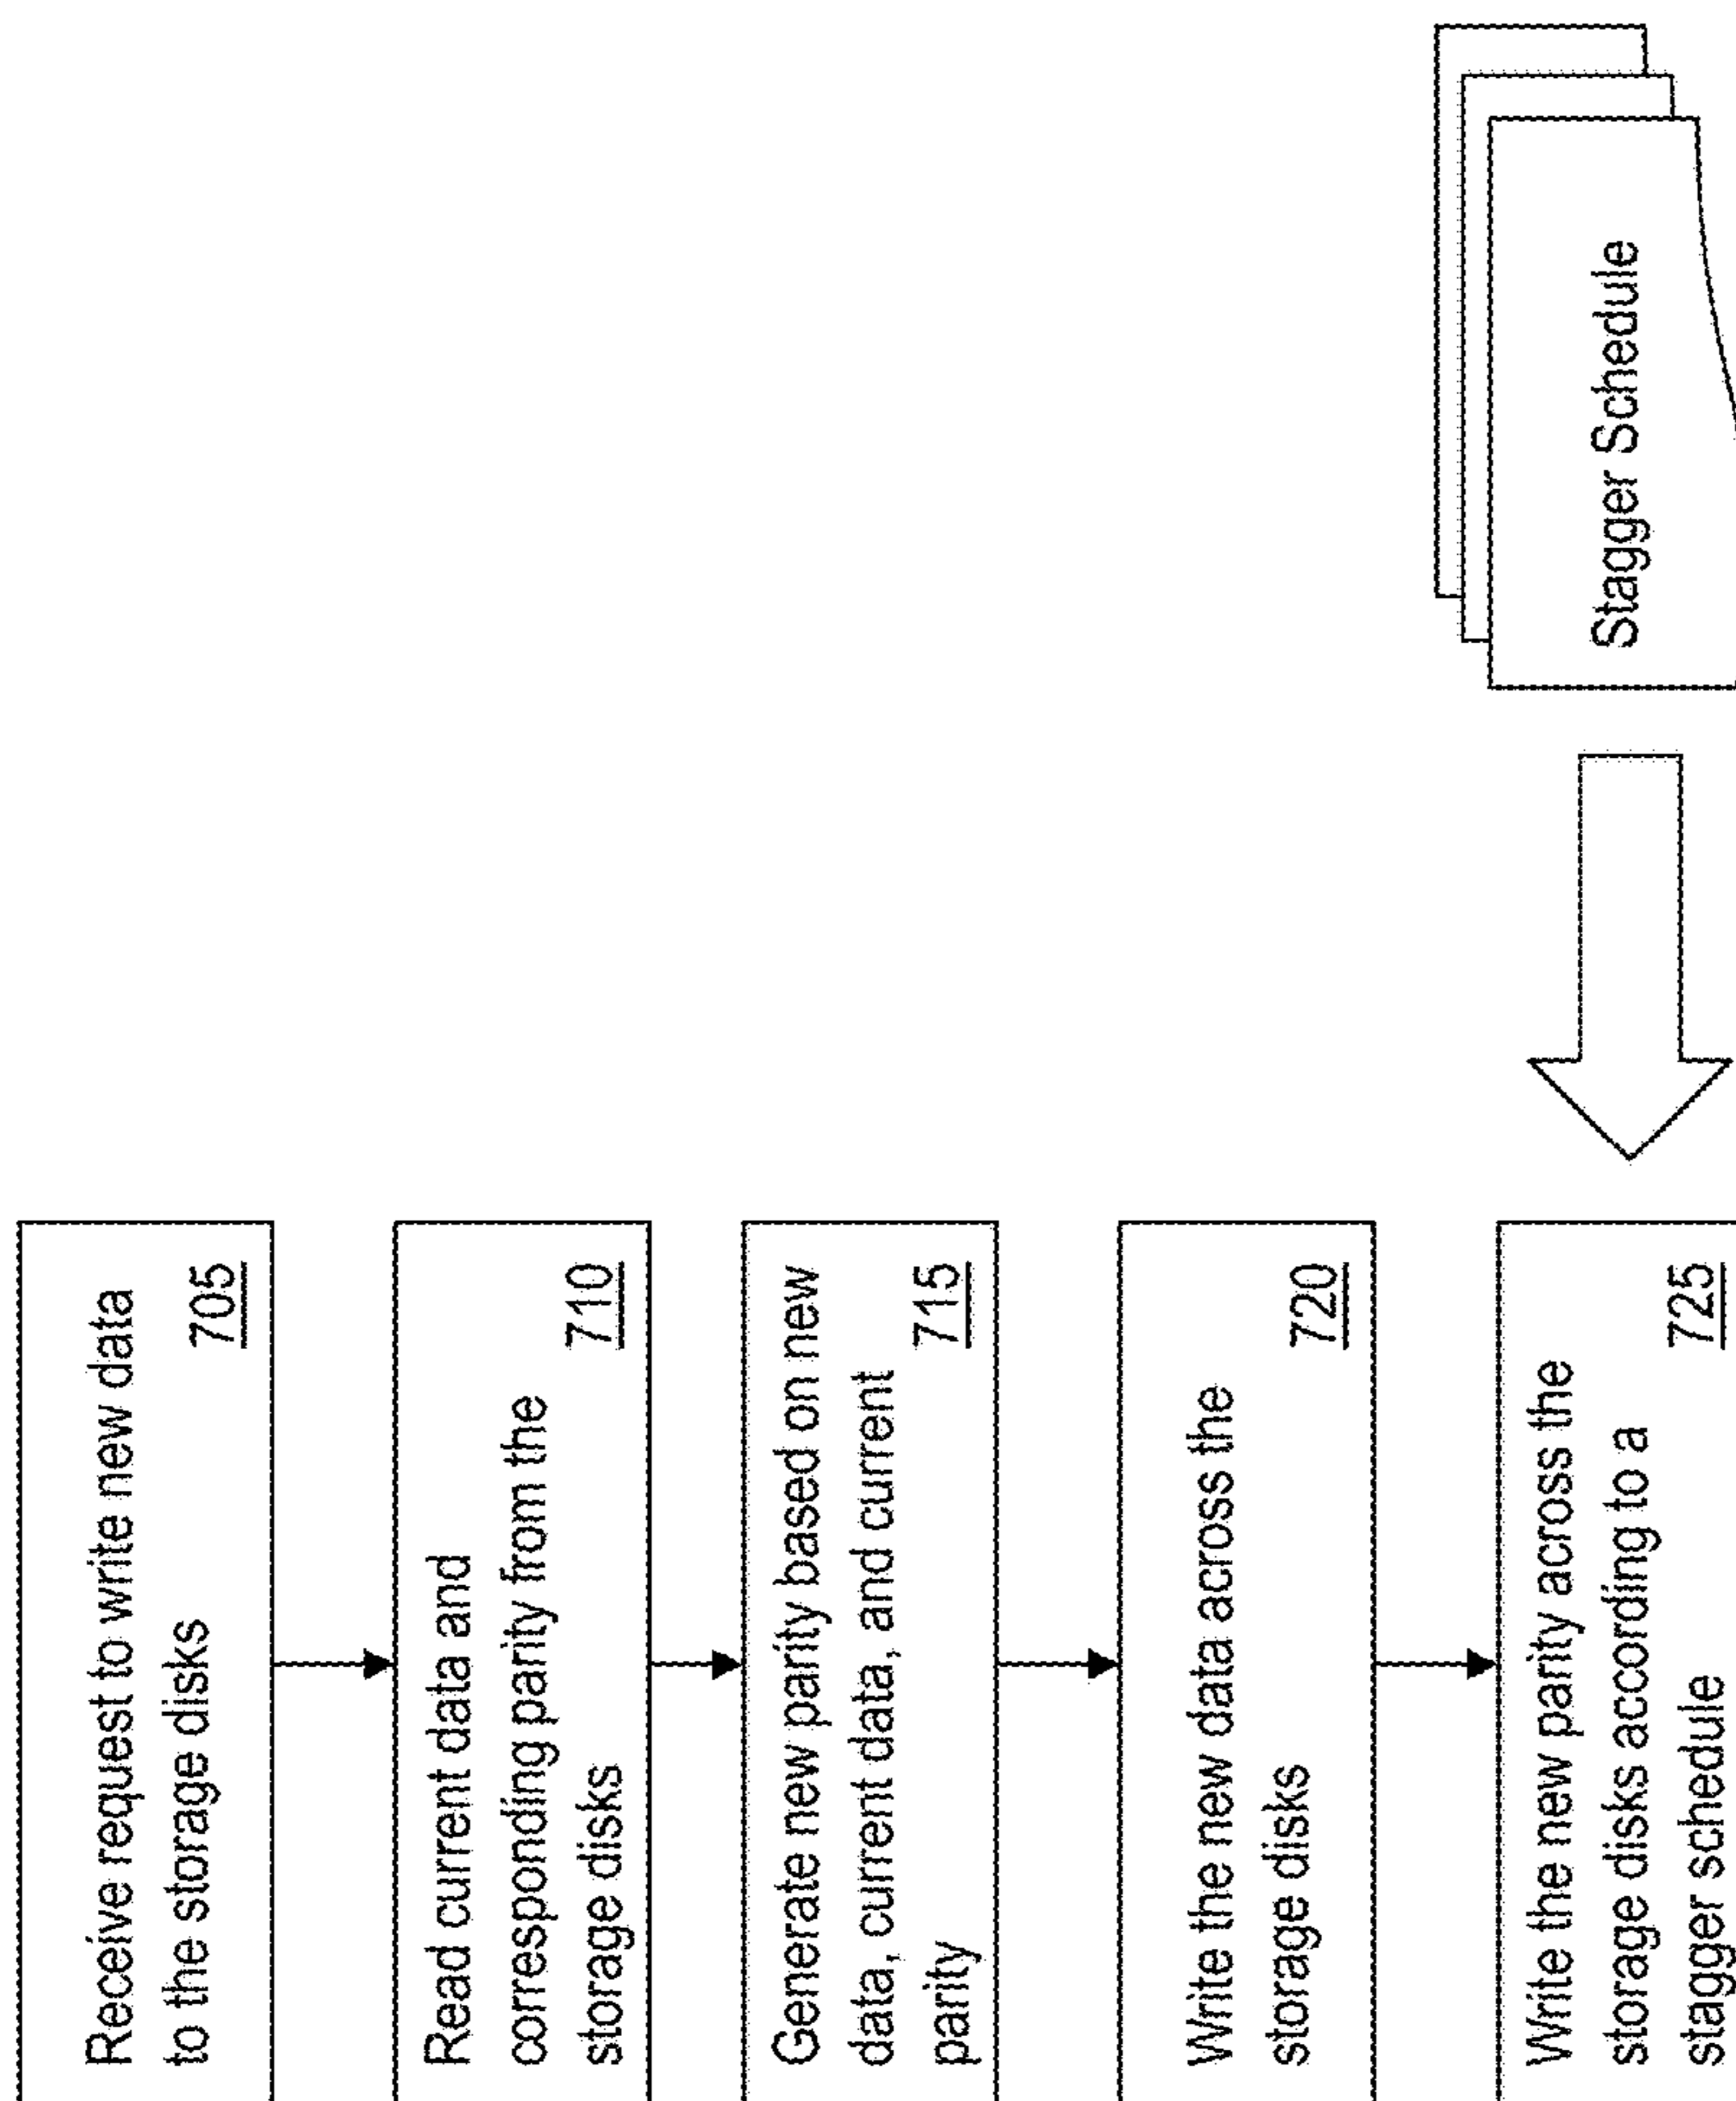 Receive request to write new data
to the storage disks
705
Read current data and
corresponding parity from the
storage disks
710
Generate new parity based on new
data, current data, and current
parity
715
Write the new data across the
storage disks
720
Write the new parity across the
storage disks according to a
stagger schedule
725
Stagger Schedule